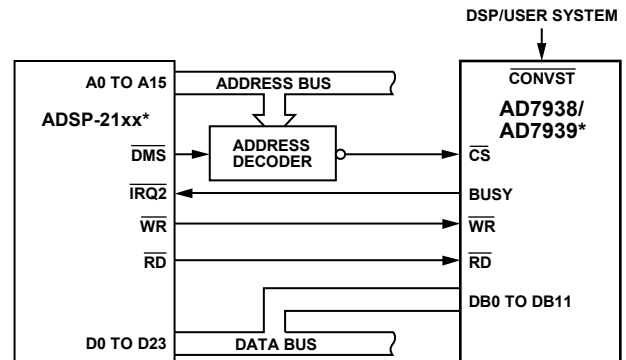 DSP/USER SYSTEM
A0 TO A15
ADDRESS BUS
CONVST
ADSP-21xx*
AD7938/
AD7939*
ADDRESS
DECODER
DMS
CS
IRQ2
BUSY
WR
WR
RD
RD
DB0 TO DB11
D0 TO D23
DATA BUS